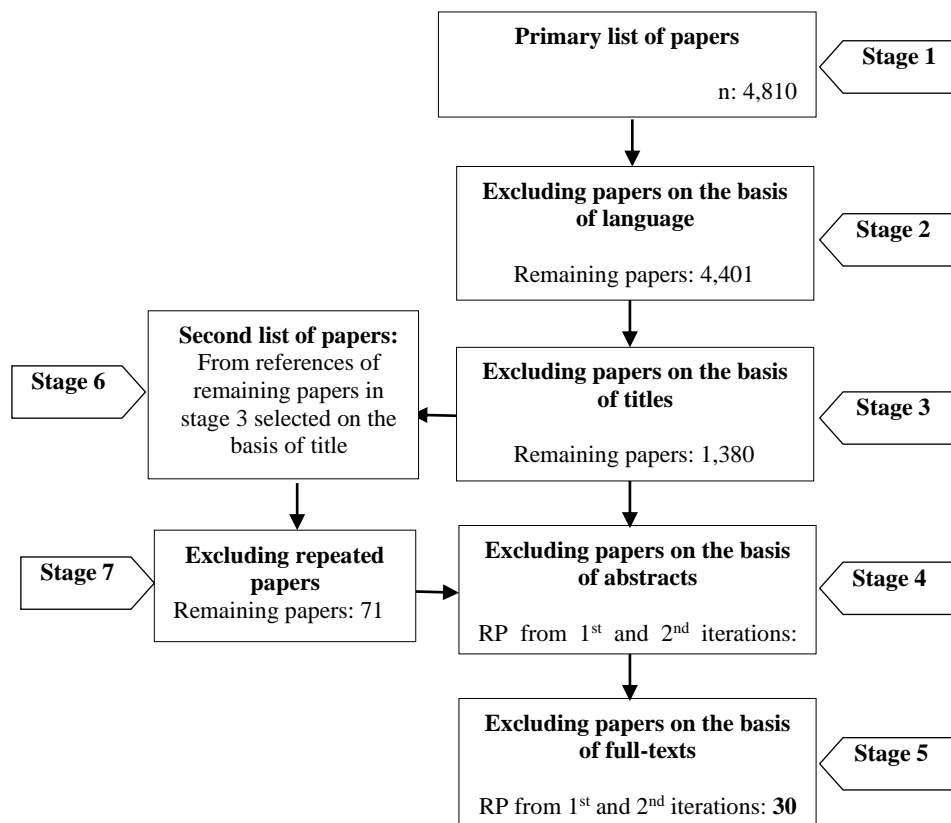 Primary list of papers
n: 4,810
Stage 1
Excluding papers on the basis
of language
Remaining papers: 4,401
Stage 2
Second list of papers:
From references of
remaining papers in
stage 3 selected on the
basis of title
Stage 6
Excluding papers on the basis
of titles
Remaining papers: 1,380
Stage 3
Excluding repeated
papers
Remaining papers: 71
Stage 7
Excluding papers on the basis
of abstracts
RP from 1st and 2nd iterations:
Stage 4
Excluding papers on the basis
of full-texts
RP from 1st and 2nd iterations: 30
Stage 5